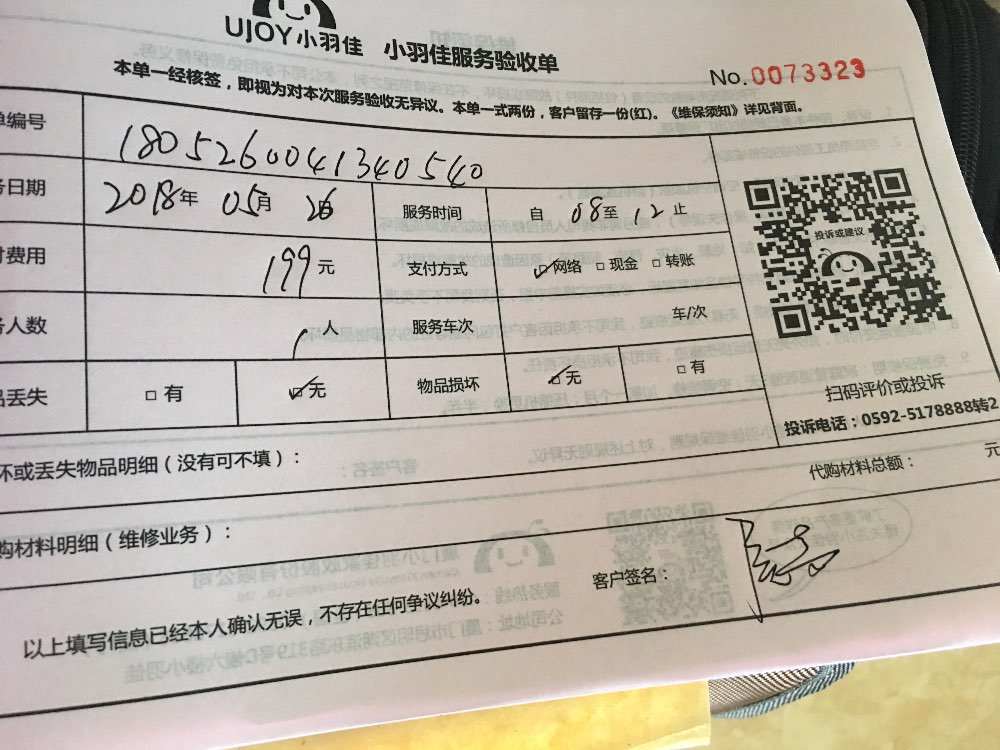 UJOY小羽佳 小羽佳服务验收单
No.0073323
本单一经核签，即视为对本次服务验收无异议。本单一式两份，客户留存一份(红)。《维保须知》详见背面。
单编号 1805260041340540
务日期 2018年 05月 26 服务时间 自 08至12止
付费用 199元 支付方式 ☑网络 □现金 □转账
务人数 1人 服务车次 车/次
品丢失 □有 ☑无 物品损坏 ☑无 □有
投诉或建议
扫码评价或投诉
投诉电话：0592-5178888转2
坏或丢失物品明细（没有可不填）：
代购材料总额： 元
购材料明细（维修业务）：
客户签名：
以上填写信息已经本人确认无误，不存在任何争议纠纷。